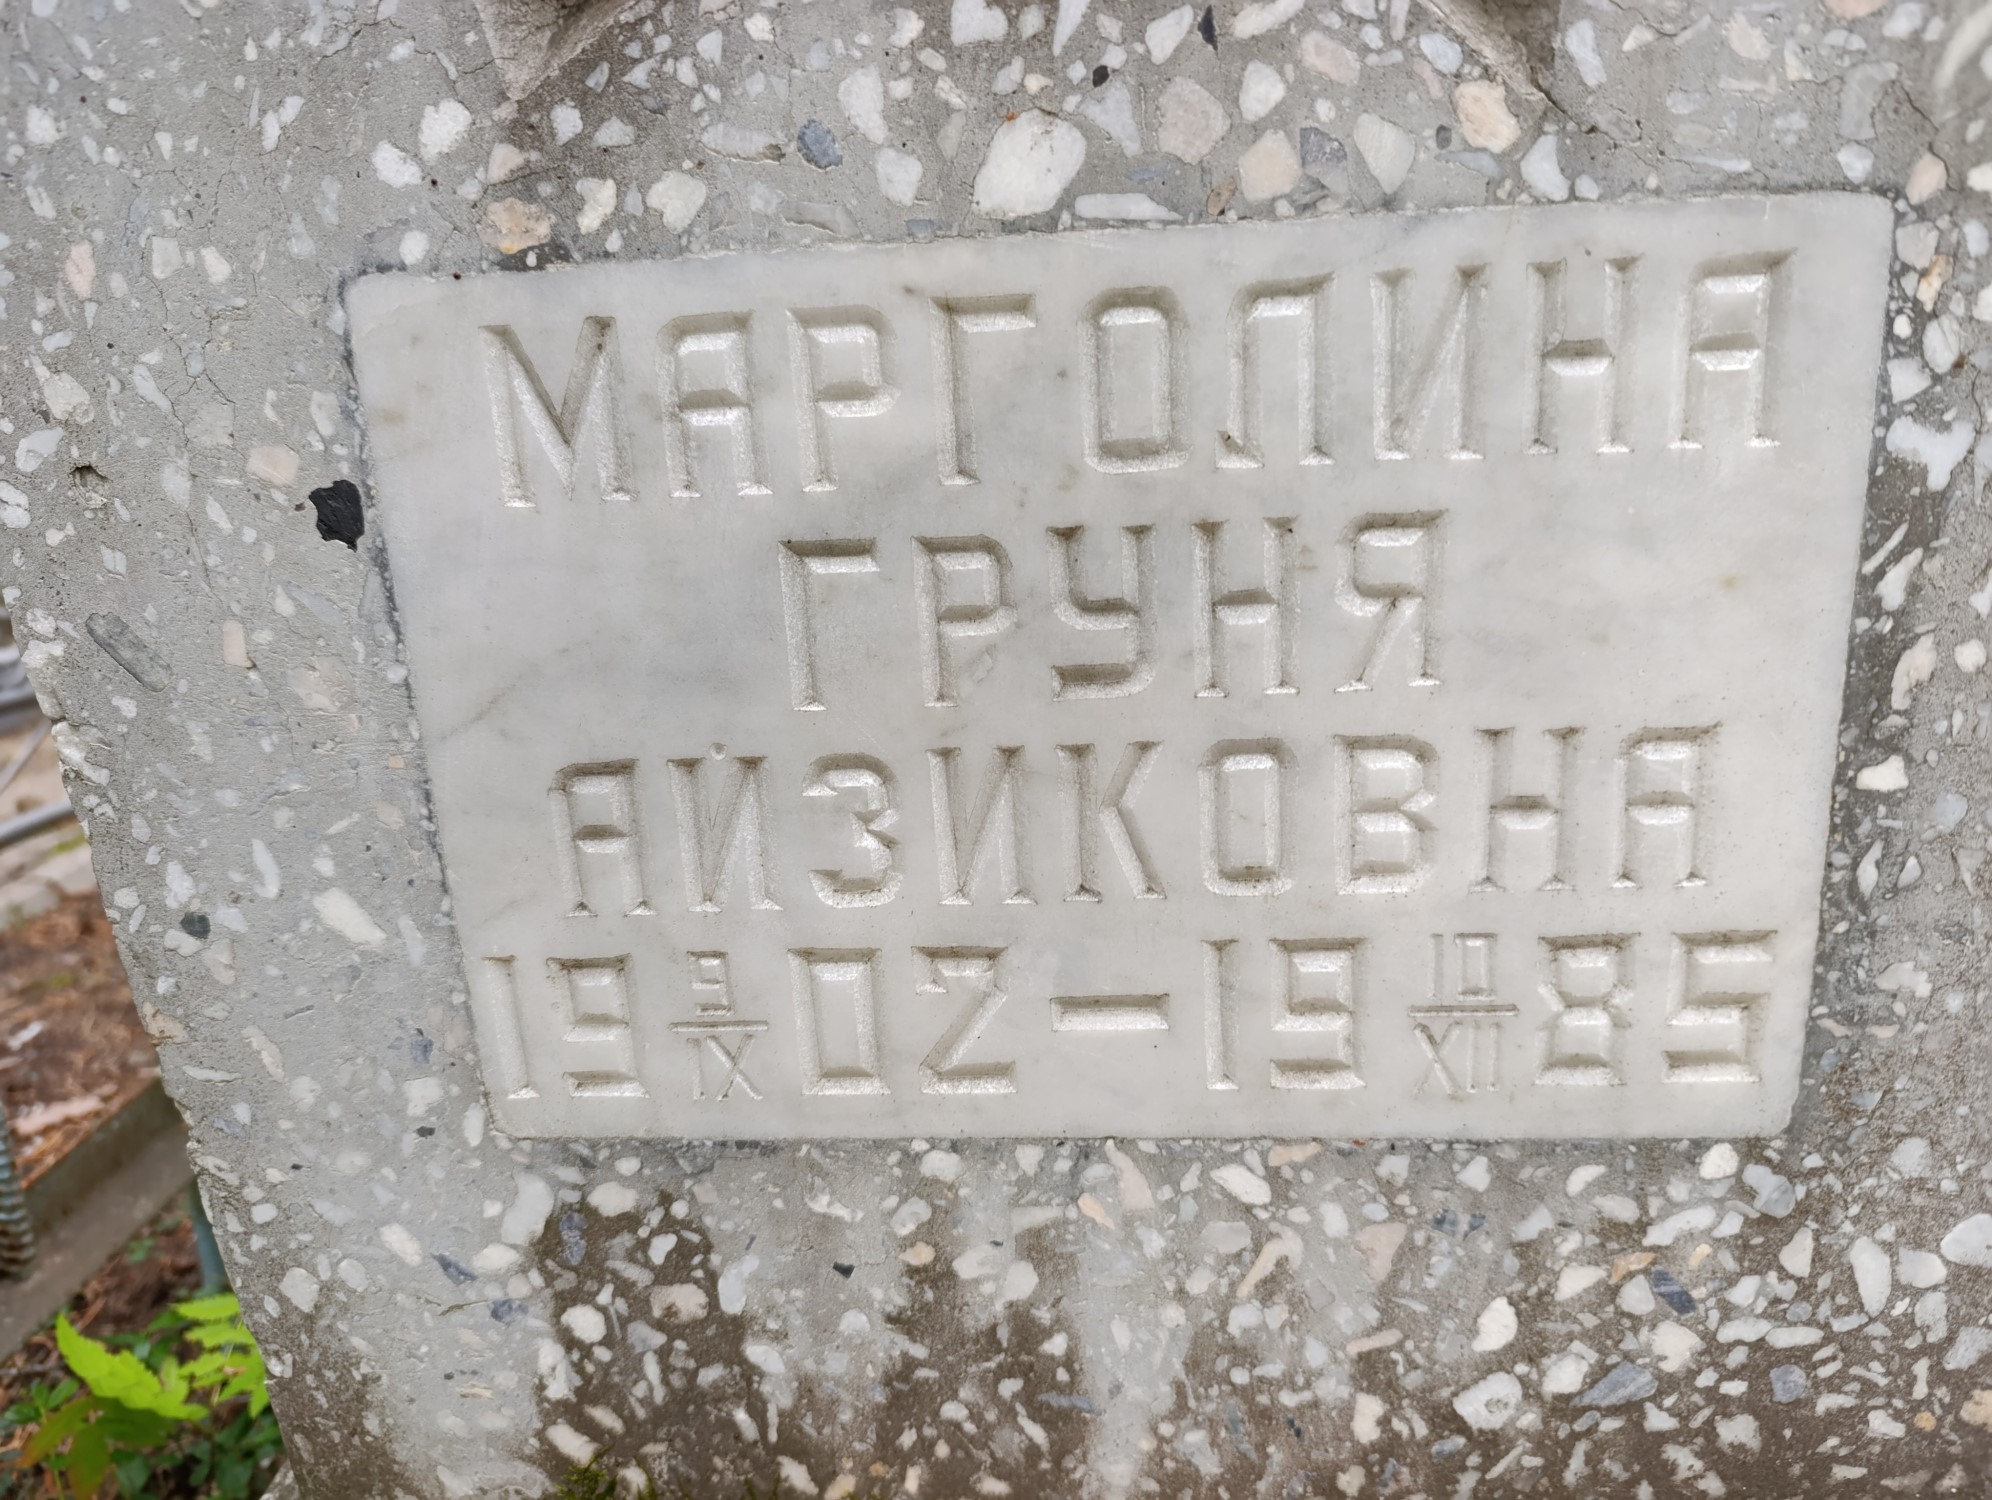 МАРГОЛИНА
ГРУНЯ
АЙЗИКОВНА
19 9/IX 02 – 19 10/XII 85